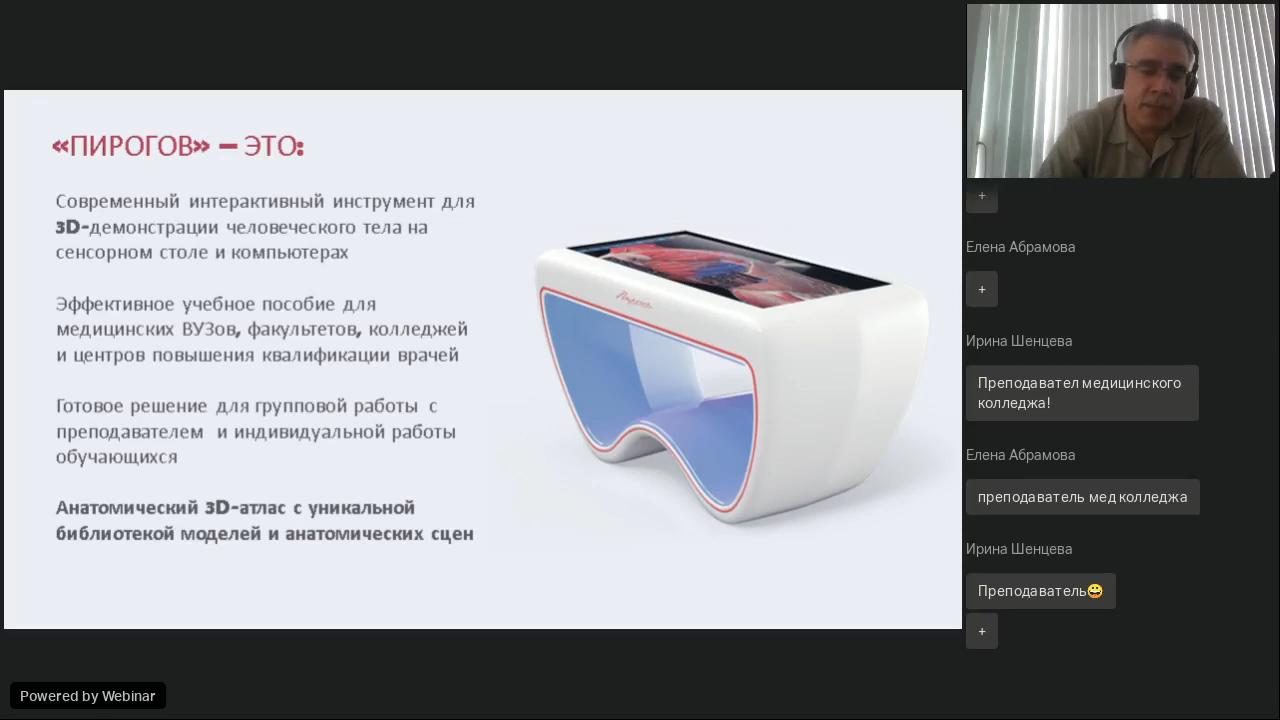 «ПИРОГОВ» – ЭТО:
Современный интерактивный инструмент для
3D-демонстрации человеческого тела на
сенсорном столе и компьютерах
Эффективное учебное пособие для
медицинских ВУЗов, факультетов, колледжей
и центров повышения квалификации врачей
Готовое решение для групповой работы с
преподавателем и индивидуальной работы
обучающихся
Анатомический 3D-атлас с уникальной
библиотекой моделей и анатомических сцен
Пирогов
+
Елена Абрамова
+
Ирина Шенцева
Преподавател медицинского
колледжа!
Елена Абрамова
преподаватель мед колледжа
Ирина Шенцева
Преподаватель😀
+
Powered by Webinar